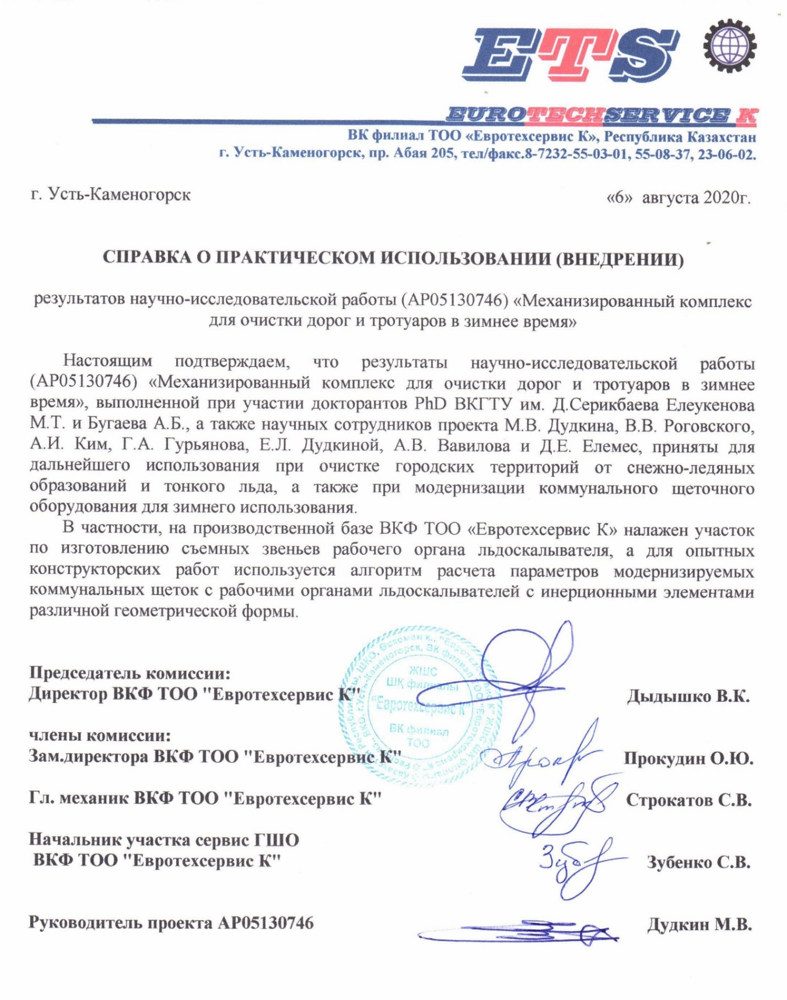 ETS
EUROTECHSERVICE K
ВК филиал ТОО «Евротехсервис К», Республика Казахстан
г. Усть-Каменогорск, пр. Абая 205, тел/факс.8-7232-55-03-01, 55-08-37, 23-06-02.
г. Усть-Каменогорск
«6» августа 2020г.
СПРАВКА О ПРАКТИЧЕСКОМ ИСПОЛЬЗОВАНИИ (ВНЕДРЕНИИ)
результатов научно-исследовательской работы (АР05130746) «Механизированный комплекс
для очистки дорог и тротуаров в зимнее время»
Настоящим подтверждаем, что результаты научно-исследовательской работы
(АР05130746) «Механизированный комплекс для очистки дорог и тротуаров в зимнее
время», выполненной при участии докторантов PhD ВКГТУ им. Д.Серикбаева Елеукенова
М.Т. и Бугаева А.Б., а также научных сотрудников проекта М.В. Дудкина, В.В. Роговского,
А.И. Ким, Г.А. Гурьянова, Е.Л. Дудкиной, А.В. Вавилова и Д.Е. Елемес, приняты для
дальнейшего использования при очистке городских территорий от снежно-ледяных
образований и тонкого льда, а также при модернизации коммунального щеточного
оборудования для зимнего использования.
В частности, на производственной базе ВКФ ТОО «Евротехсервис К» налажен участок
по изготовлению съемных звеньев рабочего органа льдоскалывателя, а для опытных
конструкторских работ используется алгоритм расчета параметров модернизируемых
коммунальных щеток с рабочими органами льдоскалывателей с инерционными элементами
различной геометрической формы.
ЖШС
ШҚ филиалы
"Евротехсервис К"
ВК филиал
ТОО
Председатель комиссии:
Директор ВКФ ТОО "Евротехсервис К" Дыдышко В.К.
члены комиссии:
Зам.директора ВКФ ТОО "Евротехсервис К" Прокудин О.Ю.
Гл. механик ВКФ ТОО "Евротехсервис К" Строкатов С.В.
Начальник участка сервис ГШО
ВКФ ТОО "Евротехсервис К" Зубенко С.В.
Руководитель проекта АР05130746 Дудкин М.В.